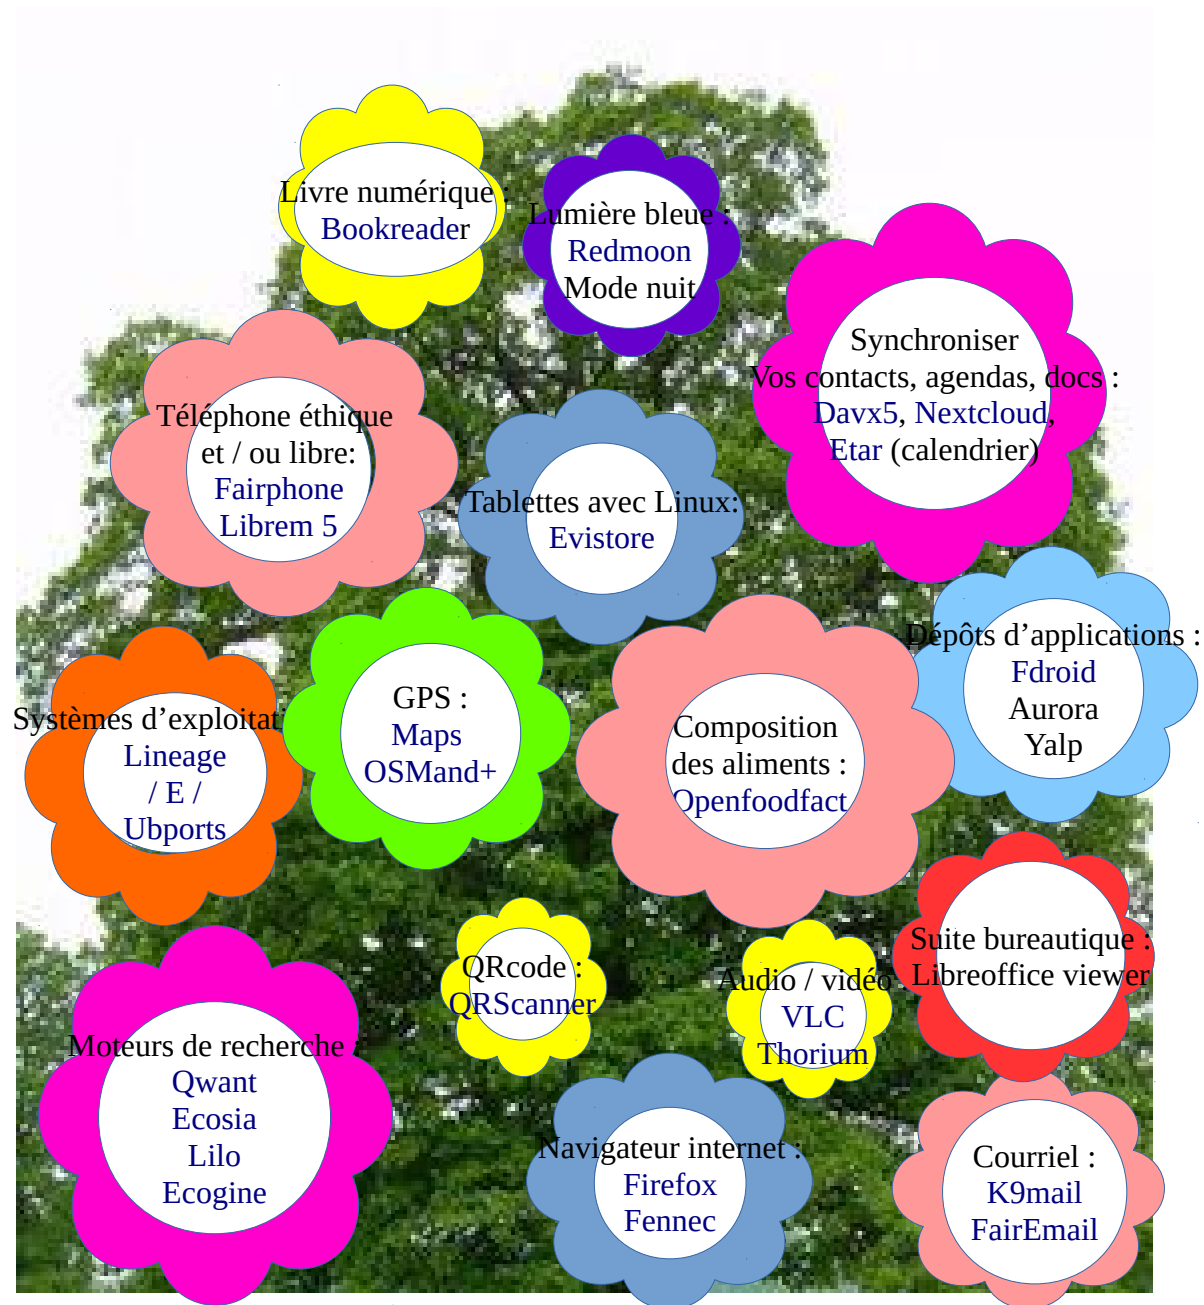 Livre numérique :
Bookreader
Lumière bleue :
Redmoon
Mode nuit
Synchroniser
Vos contacts, agendas, docs :
Davx5, Nextcloud,
Etar (calendrier)
Téléphone éthique
et / ou libre:
Fairphone
Librem 5
Tablettes avec Linux:
Evistore
Dépôts d’applications :
Fdroid
Aurora
Yalp
Systèmes d’exploitati
Lineage
/ E /
Ubports
GPS :
Maps
OSMand+
Composition
des aliments :
Openfoodfact
Suite bureautique :
Libreoffice viewer
QRcode :
QRScanner
Audio / vidéo
VLC
Thorium
Moteurs de recherche :
Qwant
Ecosia
Lilo
Ecogine
Navigateur internet :
Firefox
Fennec
Courriel :
K9mail
FairEmail